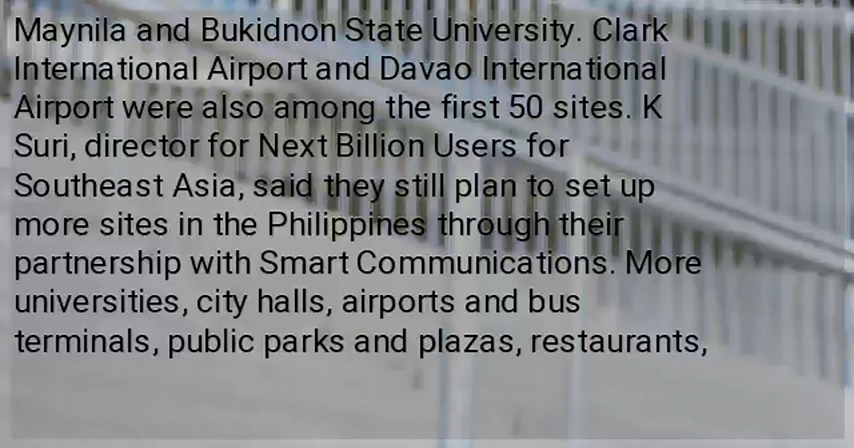 Maynila and Bukidnon State University. Clark
International Airport and Davao International
Airport were also among the first 50 sites. K
Suri, director for Next Billion Users for
Southeast Asia, said they still plan to set up
more sites in the Philippines through their
partnership with Smart Communications. More
universities, city halls, airports and bus
terminals, public parks and plazas, restaurants,